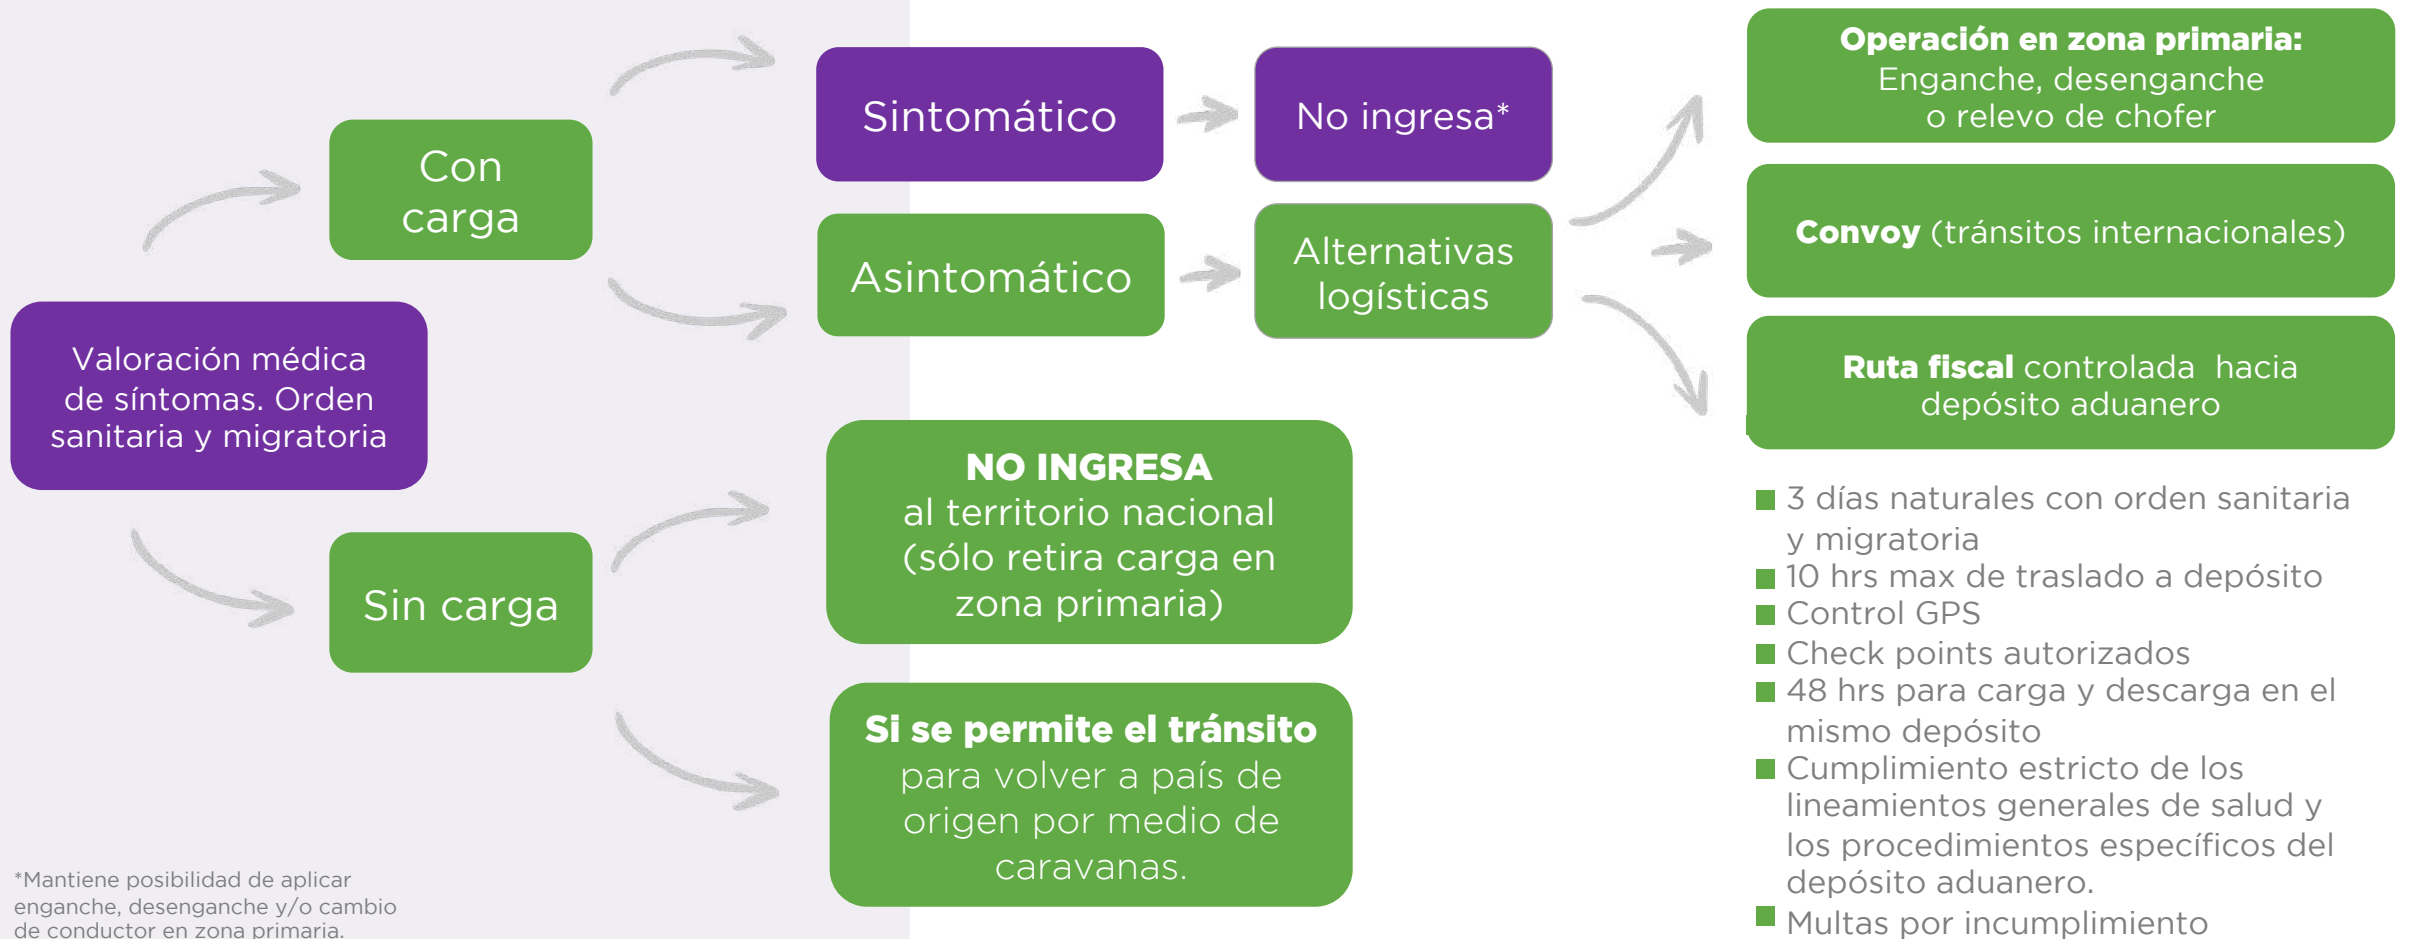 Valoración médica
de síntomas. Orden
sanitaria y migratoria
Con
carga
Sin carga
Sintomático
No ingresa*
Asintomático
Alternativas
logísticas
NO INGRESA
al territorio nacional
(sólo retira carga en
zona primaria)
Si se permite el tránsito
para volver a país de
origen por medio de
caravanas.
Operación en zona primaria:
Enganche, desenganche
o relevo de chofer
Convoy (tránsitos internacionales)
Ruta fiscal controlada hacia
depósito aduanero
3 días naturales con orden sanitaria
y migratoria
10 hrs max de traslado a depósito
Control GPS
Check points autorizados
48 hrs para carga y descarga en el
mismo depósito
Cumplimiento estricto de los
lineamientos generales de salud y
los procedimientos específicos del
depósito aduanero.
Multas por incumplimiento
*Mantiene posibilidad de aplicar
enganche, desenganche y/o cambio
de conductor en zona primaria.